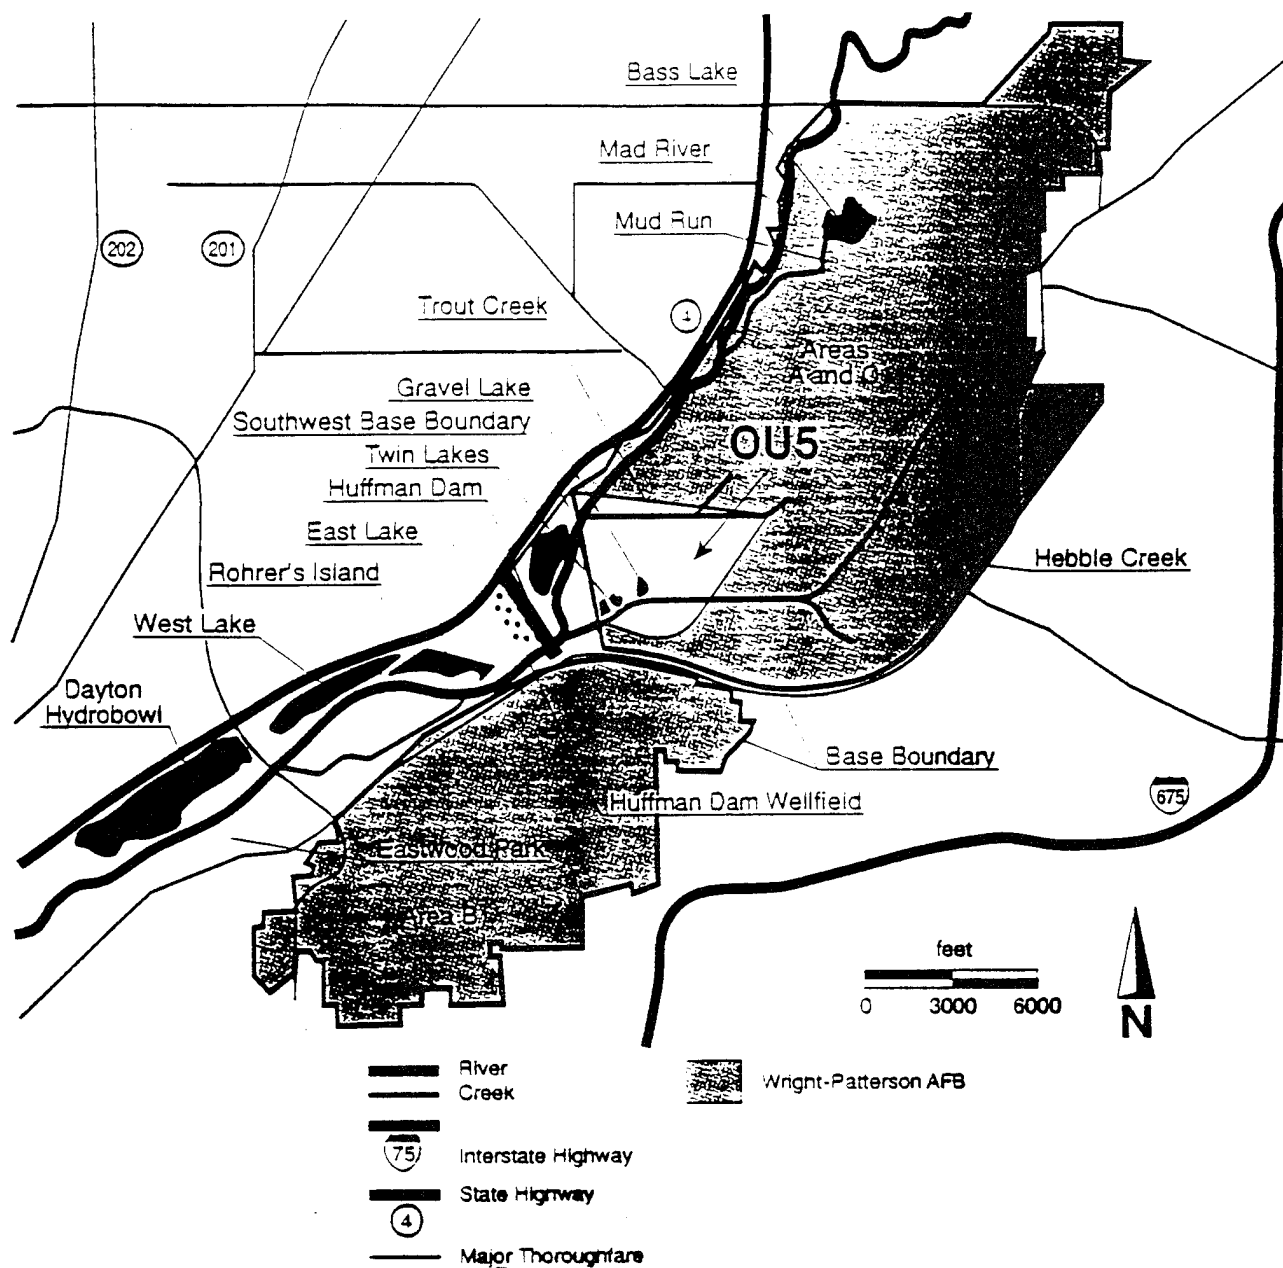 Bass Lake
Mad River
Mud Run
202
201
Trout Creek
4
Areas
A and C
Gravel Lake
Southwest Base Boundary
OU5
Twin Lakes
Huffman Dam
East Lake
Hebble Creek
Rohrer's Island
West Lake
Dayton
Hydrobowl
Base Boundary
Huffman Dam Wellfield
675
Eastwood Park
Area B
feet
0 3000 6000
N
River
Creek
Wright-Patterson AFB
75
Interstate Highway
State Highway
4
Major Thoroughfare